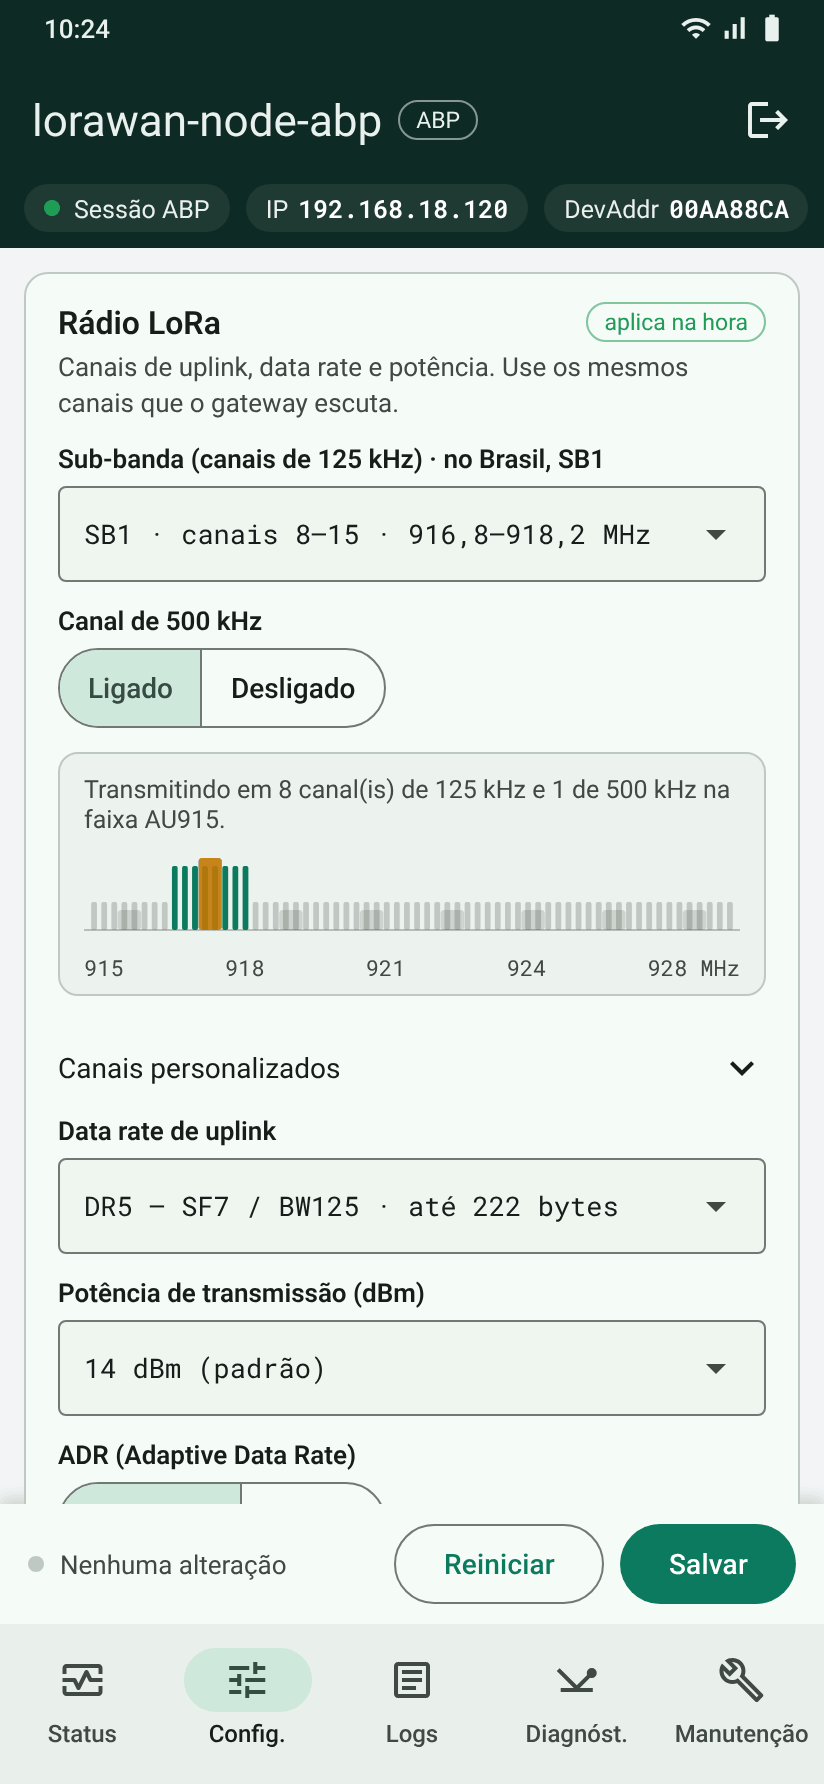 10:24
lorawan-node-abp ABP
Sessão ABP IP 192.168.18.120 DevAddr 00AA88CA
Rádio LoRa aplica na hora
Canais de uplink, data rate e potência. Use os mesmos
canais que o gateway escuta.
Sub-banda (canais de 125 kHz) · no Brasil, SB1
SB1 · canais 8–15 · 916,8–918,2 MHz
Canal de 500 kHz
Ligado Desligado
Transmitindo em 8 canal(is) de 125 kHz e 1 de 500 kHz na
faixa AU915.
915 918 921 924 928 MHz
Canais personalizados
Data rate de uplink
DR5 – SF7 / BW125 · até 222 bytes
Potência de transmissão (dBm)
14 dBm (padrão)
ADR (Adaptive Data Rate)
Nenhuma alteração Reiniciar Salvar
Status Config. Logs Diagnóst. Manutenção